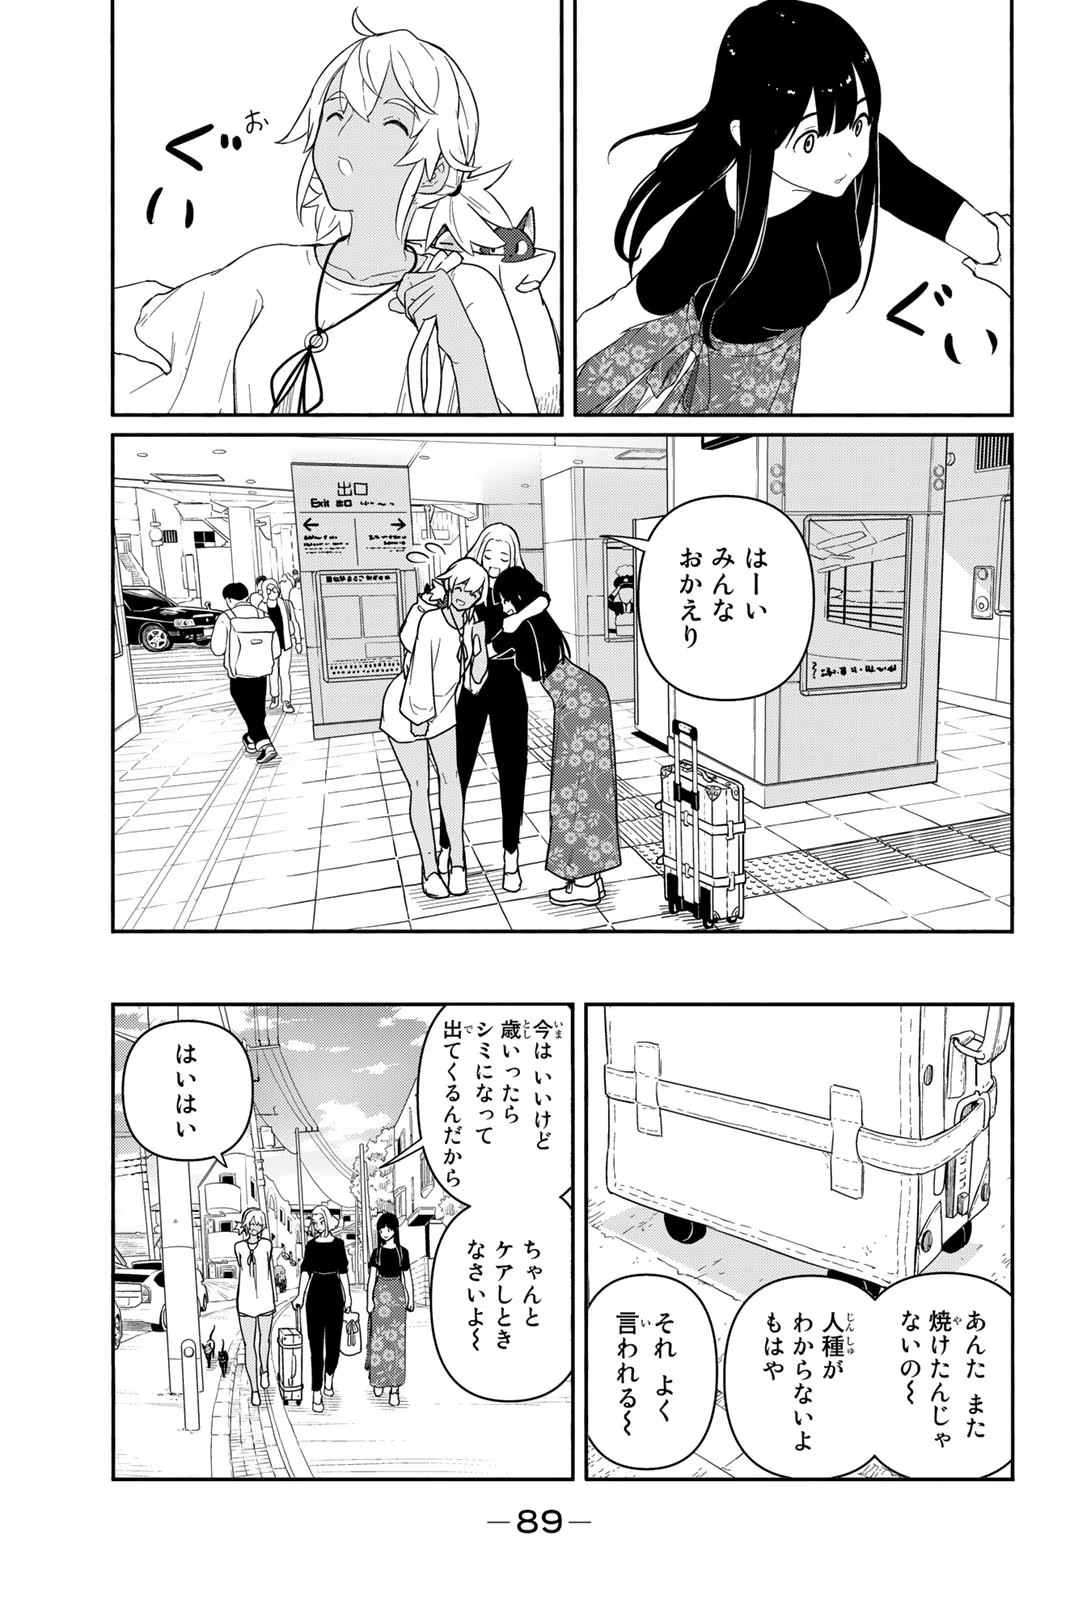 ぐい
お
ぐい
はーい
みんな
おかえり
出口
Exit 出口
あんた また
焼けたんじゃ
ないの～
人種が
わからないよ
もはや
それ よく
言われる～
今は いいけど
歳いったら
シミになって
出てくるんだから
ちゃんと
ケアしとき
なさいよ～
はいはい
—89—